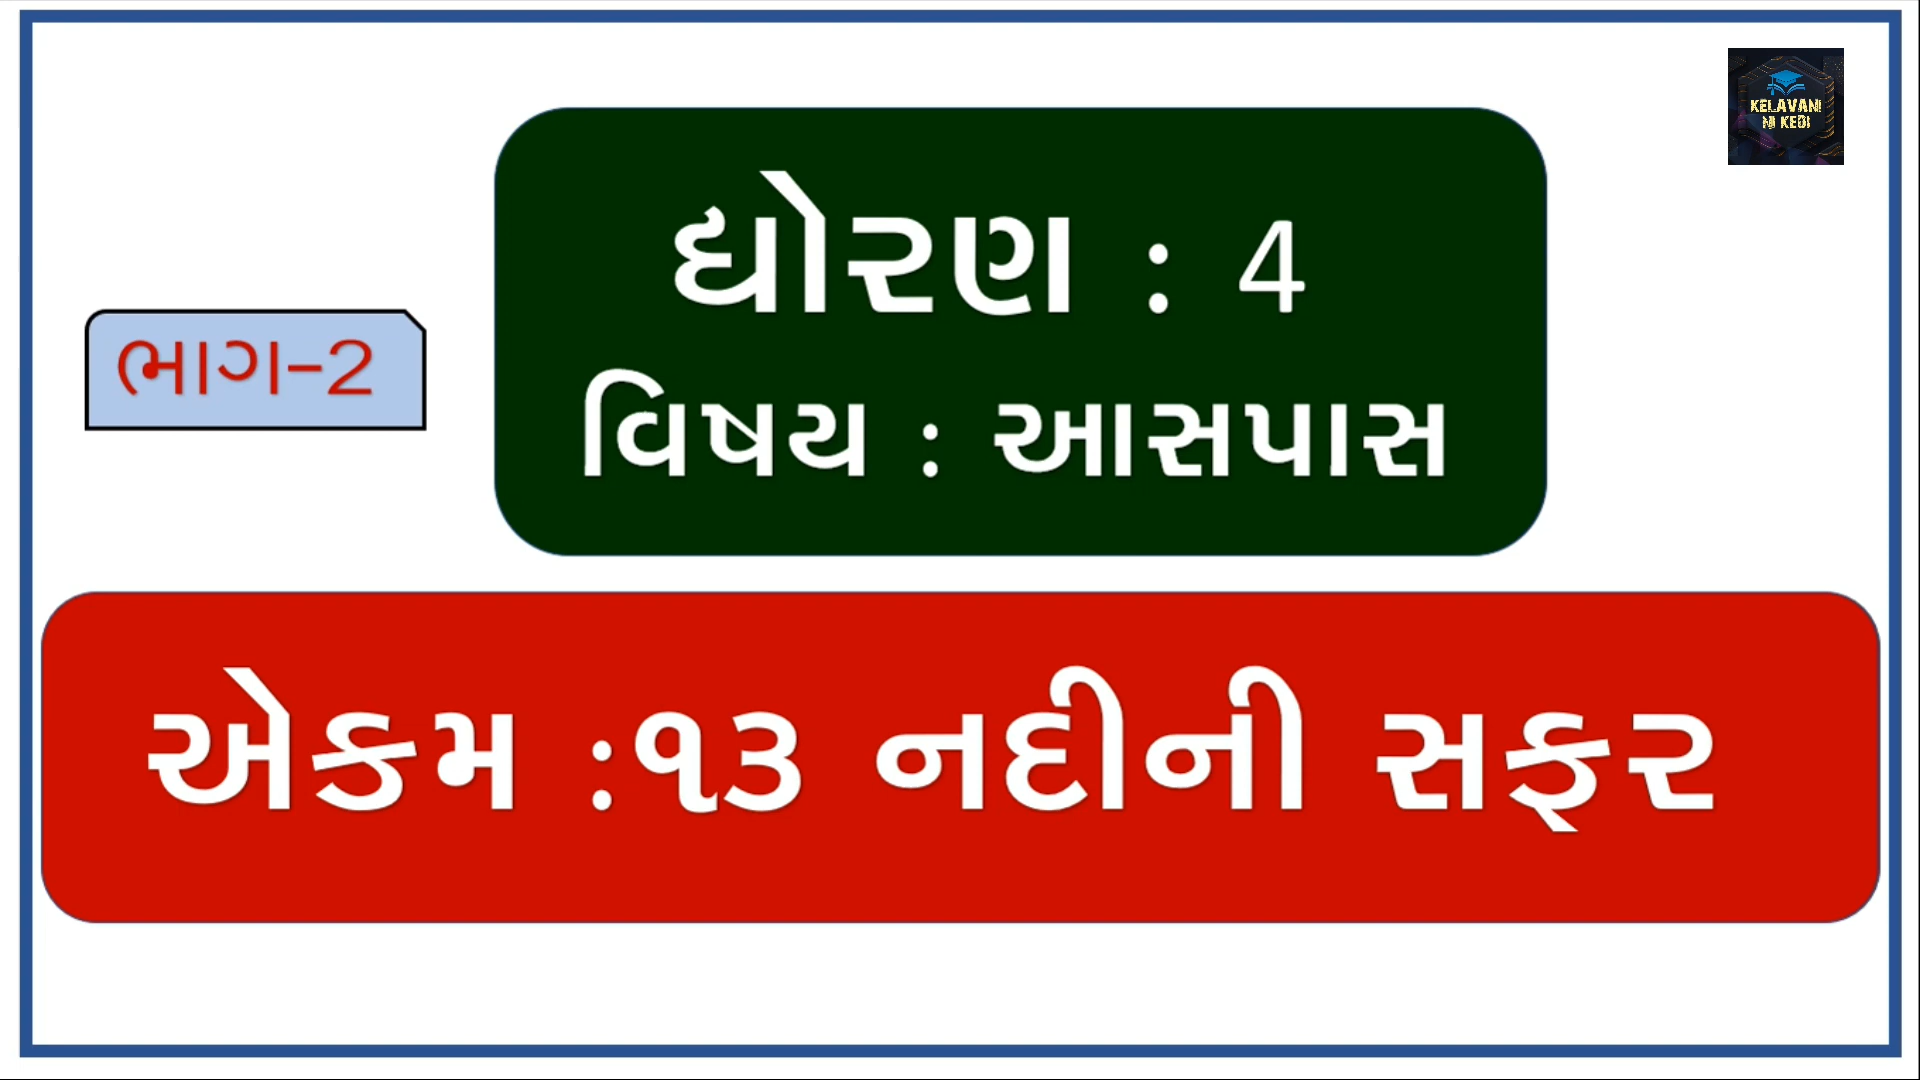 KELAVANI
NI KEDI
ધોરણ : 4
ભાગ-2
વિષય : આસપાસ
એકમ :૧૩ નદીની સફર